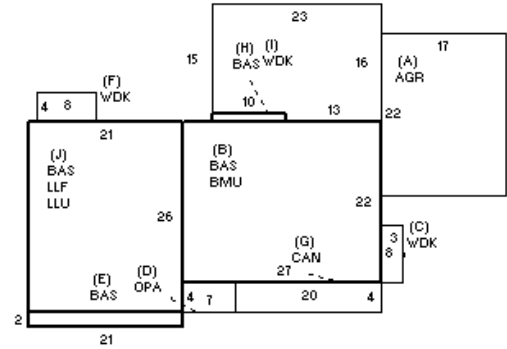 23
15
(H) (I)
BAS WDK
16
17
(A)
AGR
(F)
WDK
4 8
10
13
22
21
(J)
BAS
LLF
LLU
(B)
BAS
BMU
26
22
3
8
(C)
WDK
(G)
CAN
(D)
OPA
(E)
BAS
27
4 7
20
4
2
21